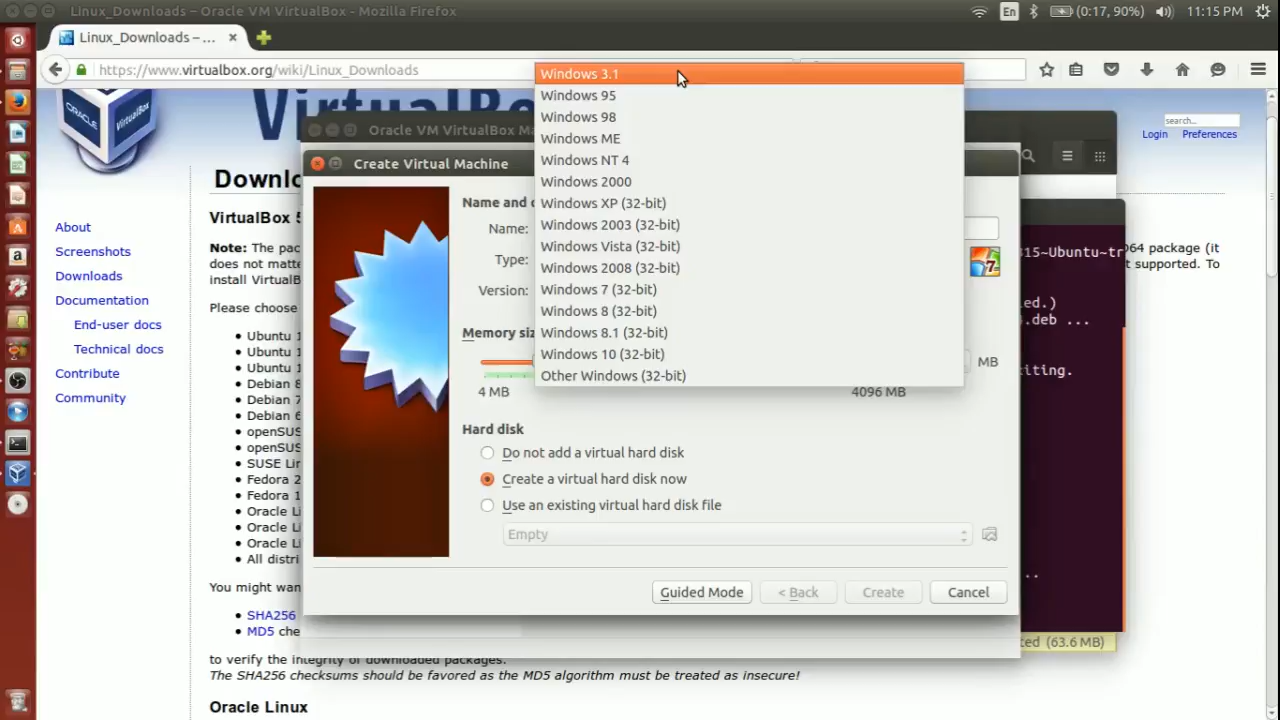 Linux_Downloads – Oracle VM VirtualBox - Mozilla Firefox
En
(0:17, 90%)
11:15 PM
Linux_Downloads – ...
https://www.virtualbox.org/wiki/Linux_Downloads
search...
Login
Preferences
ORACLE
VirtualBox
About
Screenshots
Downloads
Documentation
End-user docs
Technical docs
Contribute
Community
VirtualBox
Note: The pac
does not matte
install VirtualB
Please choose
Ubuntu 1
Ubuntu 1
Ubuntu 1
Debian 8
Debian 7
Debian 6
openSUS
openSUS
SUSE Lin
Fedora 2
Fedora 1
Oracle Li
Oracle Li
Oracle Li
All distri
You might wan
SHA256
MD5 che
to verify the integrity of downloaded packages.
The SHA256 checksums should be favored as the MD5 algorithm must be treated as insecure!
Oracle Linux
D64 package (it
t supported. To
Oracle VM VirtualBox Ma
Create Virtual Machine
Name and o
Name:
Type:
Version:
Memory siz
4 MB
4096 MB
MB
Windows 3.1
Windows 95
Windows 98
Windows ME
Windows NT 4
Windows 2000
Windows XP (32-bit)
Windows 2003 (32-bit)
Windows Vista (32-bit)
Windows 2008 (32-bit)
Windows 7 (32-bit)
Windows 8 (32-bit)
Windows 8.1 (32-bit)
Windows 10 (32-bit)
Other Windows (32-bit)
Hard disk
Do not add a virtual hard disk
Create a virtual hard disk now
Use an existing virtual hard disk file
Empty
Guided Mode
< Back
Create
Cancel
15~Ubuntu~tr
ed.)
.deb ...
iting.
..
ted (63.6 MB)